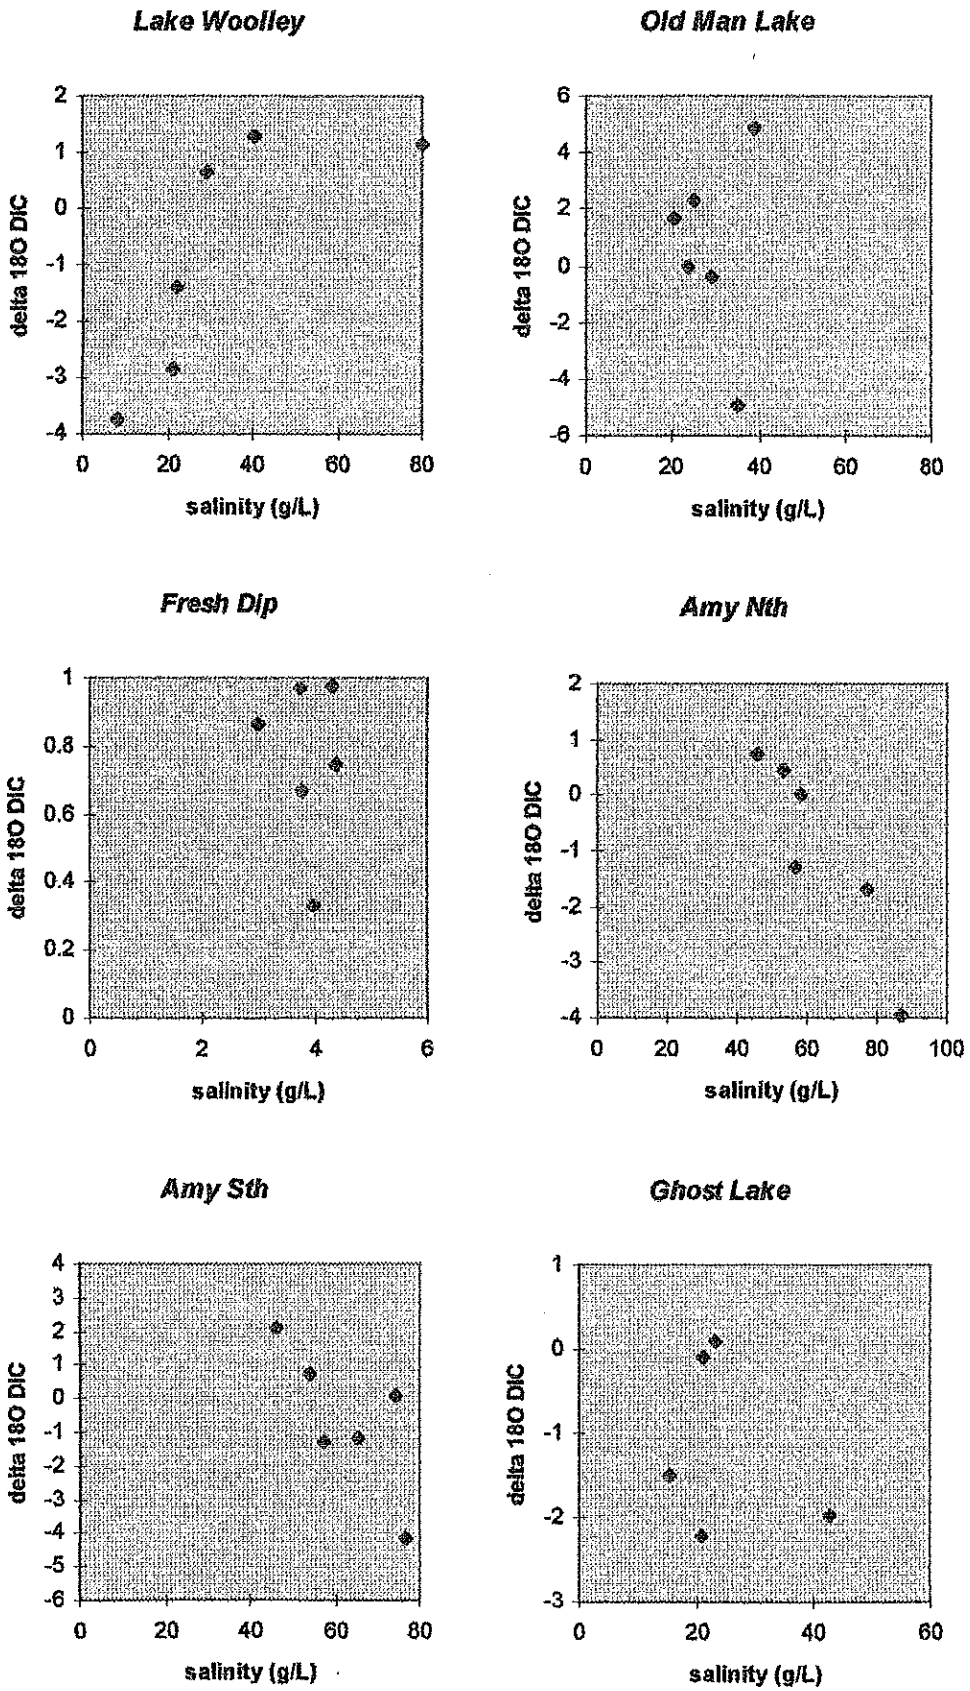 Lake Woolley
2
1
0
-1
-2
-3
-4
delta 18O DIC
0 20 40 60 80
salinity (g/L)
Old Man Lake
6
4
2
0
-2
-4
-6
delta 18O DIC
0 20 40 60 80
salinity (g/L)
Fresh Dip
1
0.8
0.6
0.4
0.2
0
delta 18O DIC
0 2 4 6
salinity (g/L)
Amy Nth
2
1
0
-1
-2
-3
-4
delta 18O DIC
0 20 40 60 80 100
salinity (g/L)
Amy Sth
4
3
2
1
0
-1
-2
-3
-4
-5
-6
delta 18O DIC
0 20 40 60 80
salinity (g/L)
Ghost Lake
1
0
-1
-2
-3
delta 18O DIC
0 20 40 60
salinity (g/L)